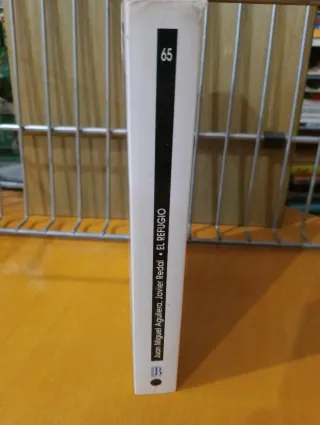 65
Juan Miguel Aguilera, Javier Redal • EL REFUGIO
B